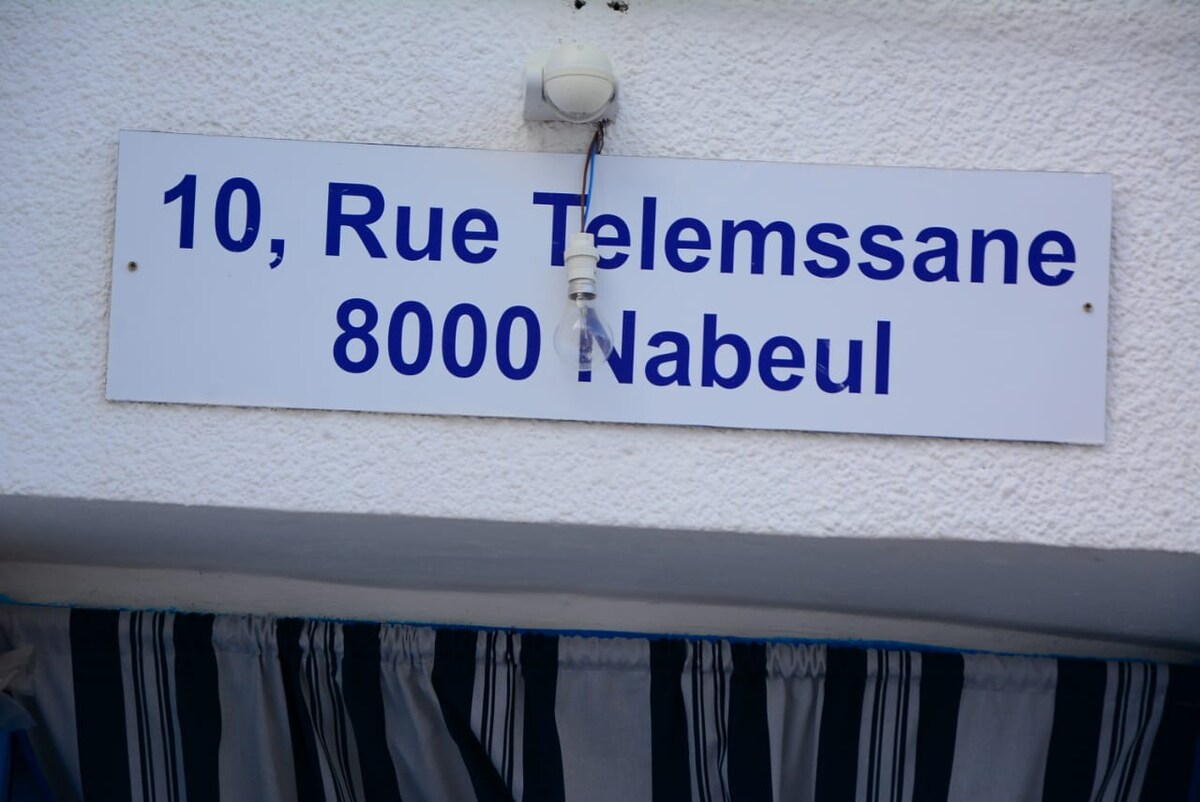 10, Rue Telemssane
8000 Nabeul